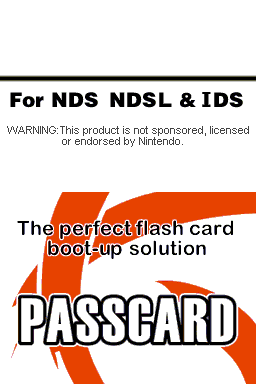 For NDS NDSL & IDS
WARNING:This product is not sponsored, licensed
or endorsed by Nintendo.
The perfect flash card
boot-up solution
PASSCARD